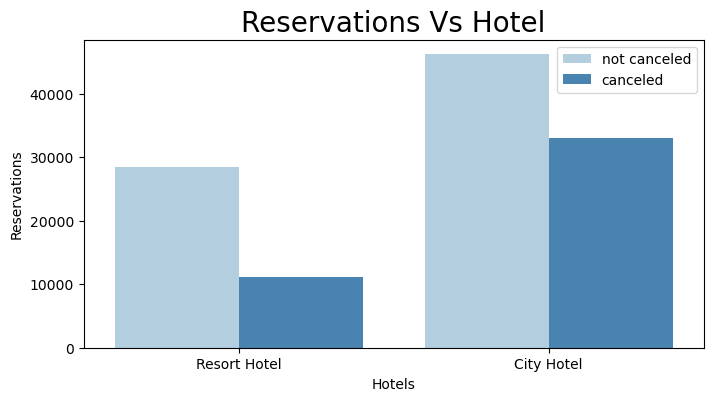 Reservations Vs Hotel
not canceled
canceled
Reservations
40000
30000
20000
10000
0
Resort Hotel
City Hotel
Hotels